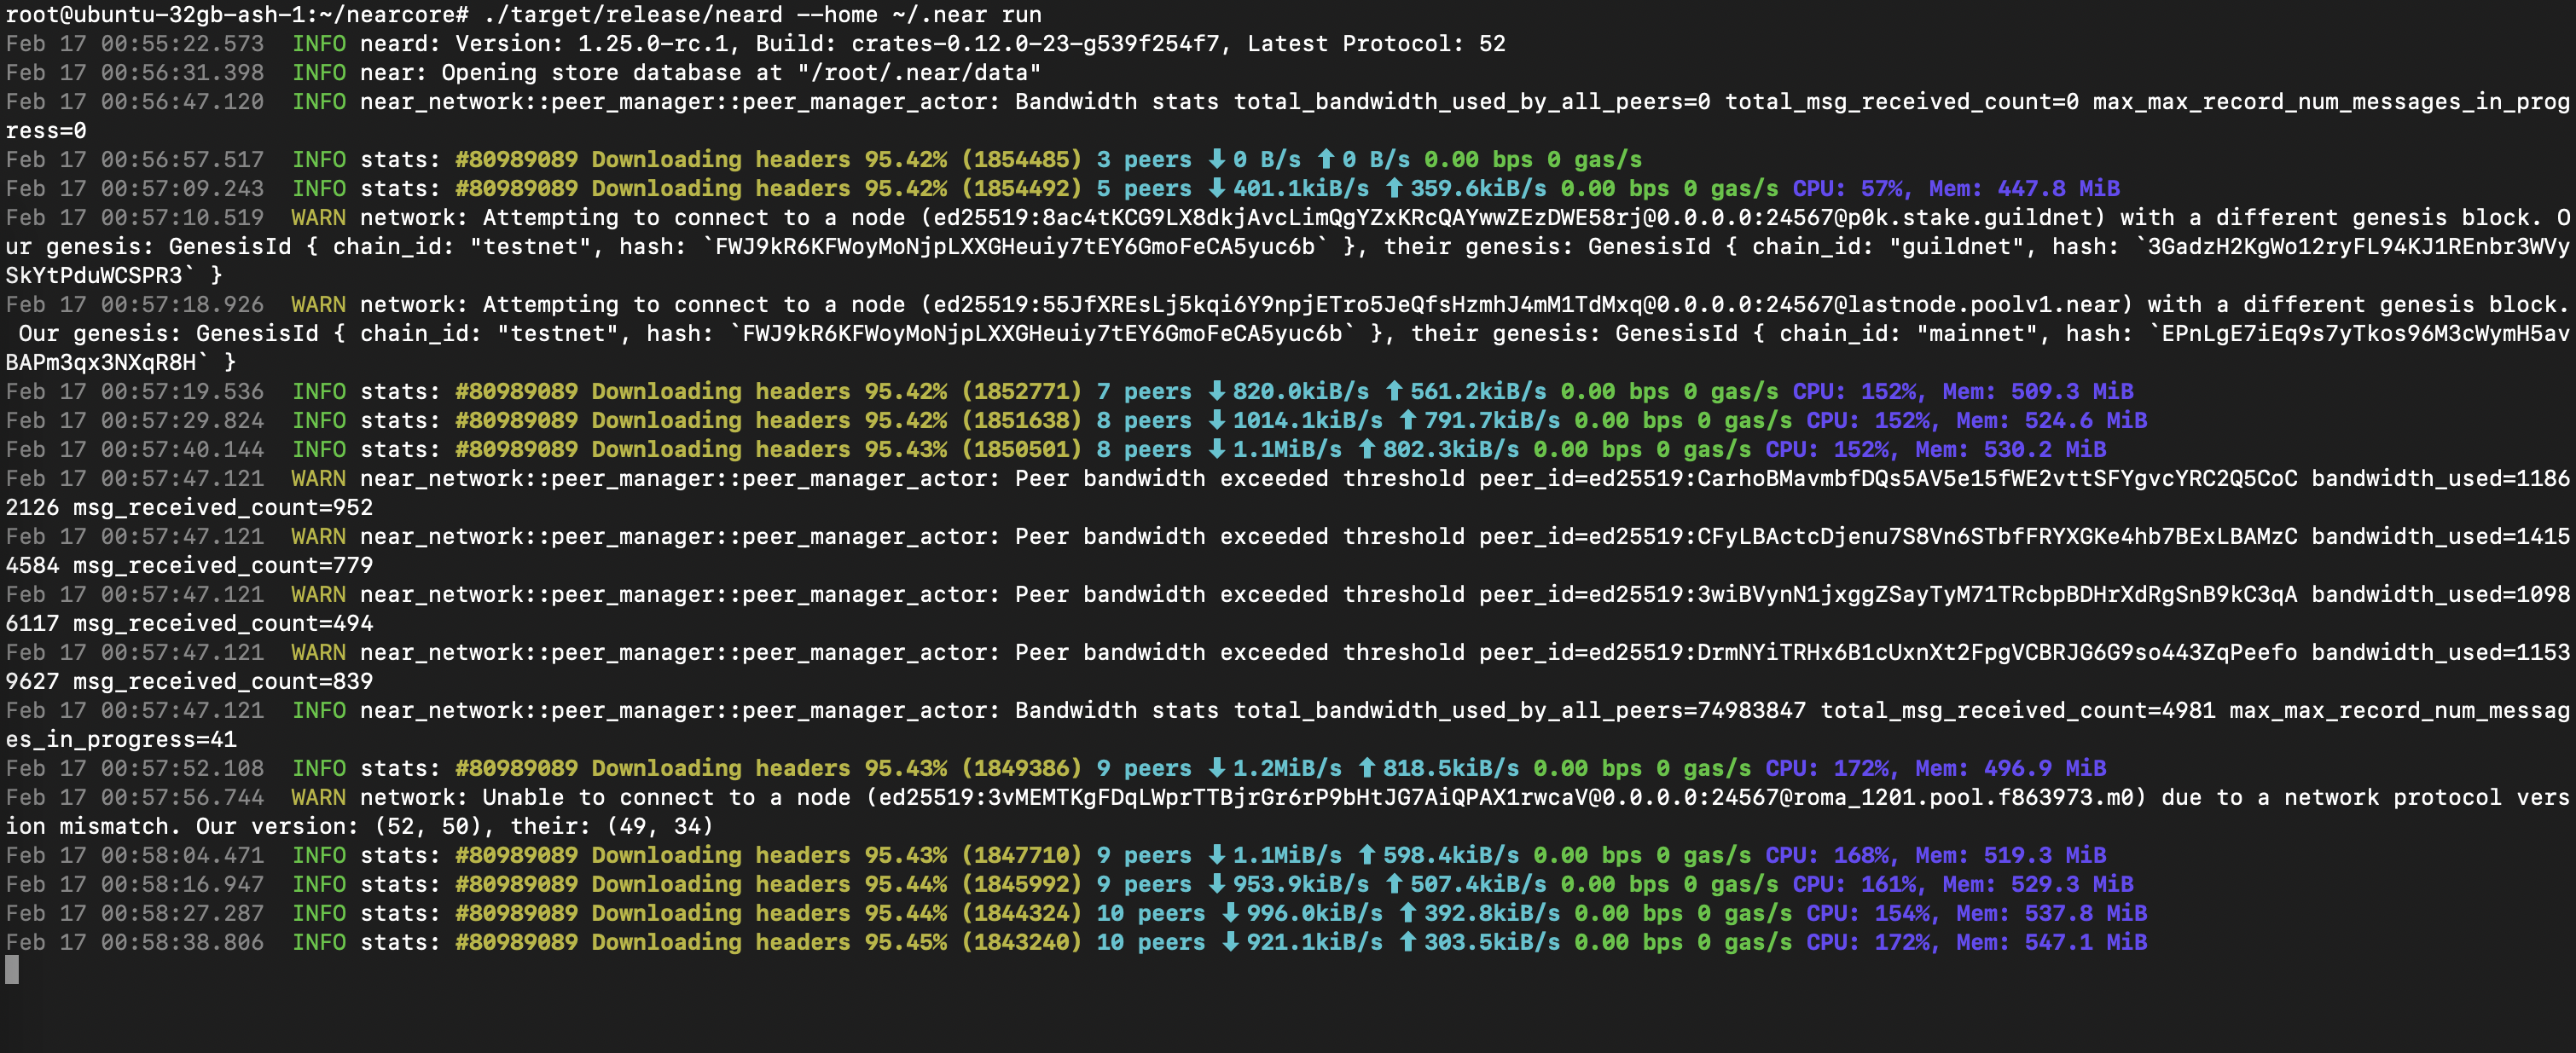 root@ubuntu-32gb-ash-1:~/nearcore# ./target/release/neard --home ~/.near run
Feb 17 00:55:22.573  INFO neard: Version: 1.25.0-rc.1, Build: crates-0.12.0-23-g539f254f7, Latest Protocol: 52
Feb 17 00:56:31.398  INFO near: Opening store database at "/root/.near/data"
Feb 17 00:56:47.120  INFO near_network::peer_manager::peer_manager_actor: Bandwidth stats total_bandwidth_used_by_all_peers=0 total_msg_received_count=0 max_max_record_num_messages_in_prog
ress=0
Feb 17 00:56:57.517  INFO stats: #80989089 Downloading headers 95.42% (1854485) 3 peers ⬇ 0 B/s ⬆ 0 B/s 0.00 bps 0 gas/s
Feb 17 00:57:09.243  INFO stats: #80989089 Downloading headers 95.42% (1854492) 5 peers ⬇ 401.1kiB/s ⬆ 359.6kiB/s 0.00 bps 0 gas/s CPU: 57%, Mem: 447.8 MiB
Feb 17 00:57:10.519  WARN network: Attempting to connect to a node (ed25519:8ac4tKCG9LX8dkjAvcLimQgYZxKRcQAYwwZEzDWE58rj@0.0.0.0:24567@p0k.stake.guildnet) with a different genesis block. O
ur genesis: GenesisId { chain_id: "testnet", hash: `FWJ9kR6KFWoyMoNjpLXXGHeuiy7tEY6GmoFeCA5yuc6b` }, their genesis: GenesisId { chain_id: "guildnet", hash: `3GadzH2KgWo12ryFL94KJ1REnbr3WVy
SkYtPduWCSPR3` }
Feb 17 00:57:18.926  WARN network: Attempting to connect to a node (ed25519:55JfXREsLj5kqi6Y9npjETro5JeQfsHzmhJ4mM1TdMxq@0.0.0.0:24567@lastnode.poolv1.near) with a different genesis block.
 Our genesis: GenesisId { chain_id: "testnet", hash: `FWJ9kR6KFWoyMoNjpLXXGHeuiy7tEY6GmoFeCA5yuc6b` }, their genesis: GenesisId { chain_id: "mainnet", hash: `EPnLgE7iEq9s7yTkos96M3cWymH5av
BAPm3qx3NXqR8H` }
Feb 17 00:57:19.536  INFO stats: #80989089 Downloading headers 95.42% (1852771) 7 peers ⬇ 820.0kiB/s ⬆ 561.2kiB/s 0.00 bps 0 gas/s CPU: 152%, Mem: 509.3 MiB
Feb 17 00:57:29.824  INFO stats: #80989089 Downloading headers 95.42% (1851638) 8 peers ⬇ 1014.1kiB/s ⬆ 791.7kiB/s 0.00 bps 0 gas/s CPU: 152%, Mem: 524.6 MiB
Feb 17 00:57:40.144  INFO stats: #80989089 Downloading headers 95.43% (1850501) 8 peers ⬇ 1.1MiB/s ⬆ 802.3kiB/s 0.00 bps 0 gas/s CPU: 152%, Mem: 530.2 MiB
Feb 17 00:57:47.121  WARN near_network::peer_manager::peer_manager_actor: Peer bandwidth exceeded threshold peer_id=ed25519:CarhoBMavmbfDQs5AV5e15fWE2vttSFYgvcYRC2Q5CoC bandwidth_used=1186
2126 msg_received_count=952
Feb 17 00:57:47.121  WARN near_network::peer_manager::peer_manager_actor: Peer bandwidth exceeded threshold peer_id=ed25519:CFyLBActcDjenu7S8Vn6STbfFRYXGKe4hb7BExLBAMzC bandwidth_used=1415
4584 msg_received_count=779
Feb 17 00:57:47.121  WARN near_network::peer_manager::peer_manager_actor: Peer bandwidth exceeded threshold peer_id=ed25519:3wiBVynN1jxggZSayTyM71TRcbpBDHrXdRgSnB9kC3qA bandwidth_used=1098
6117 msg_received_count=494
Feb 17 00:57:47.121  WARN near_network::peer_manager::peer_manager_actor: Peer bandwidth exceeded threshold peer_id=ed25519:DrmNYiTRHx6B1cUxnXt2FpgVCBRJG6G9so443ZqPeefo bandwidth_used=1153
9627 msg_received_count=839
Feb 17 00:57:47.121  INFO near_network::peer_manager::peer_manager_actor: Bandwidth stats total_bandwidth_used_by_all_peers=74983847 total_msg_received_count=4981 max_max_record_num_messag
es_in_progress=41
Feb 17 00:57:52.108  INFO stats: #80989089 Downloading headers 95.43% (1849386) 9 peers ⬇ 1.2MiB/s ⬆ 818.5kiB/s 0.00 bps 0 gas/s CPU: 172%, Mem: 496.9 MiB
Feb 17 00:57:56.744  WARN network: Unable to connect to a node (ed25519:3vMEMTKgFDqLWprTTBjrGr6rP9bHtJG7AiQPAX1rwcaV@0.0.0.0:24567@roma_1201.pool.f863973.m0) due to a network protocol vers
ion mismatch. Our version: (52, 50), their: (49, 34)
Feb 17 00:58:04.471  INFO stats: #80989089 Downloading headers 95.43% (1847710) 9 peers ⬇ 1.1MiB/s ⬆ 598.4kiB/s 0.00 bps 0 gas/s CPU: 168%, Mem: 519.3 MiB
Feb 17 00:58:16.947  INFO stats: #80989089 Downloading headers 95.44% (1845992) 9 peers ⬇ 953.9kiB/s ⬆ 507.4kiB/s 0.00 bps 0 gas/s CPU: 161%, Mem: 529.3 MiB
Feb 17 00:58:27.287  INFO stats: #80989089 Downloading headers 95.44% (1844324) 10 peers ⬇ 996.0kiB/s ⬆ 392.8kiB/s 0.00 bps 0 gas/s CPU: 154%, Mem: 537.8 MiB
Feb 17 00:58:38.806  INFO stats: #80989089 Downloading headers 95.45% (1843240) 10 peers ⬇ 921.1kiB/s ⬆ 303.5kiB/s 0.00 bps 0 gas/s CPU: 172%, Mem: 547.1 MiB